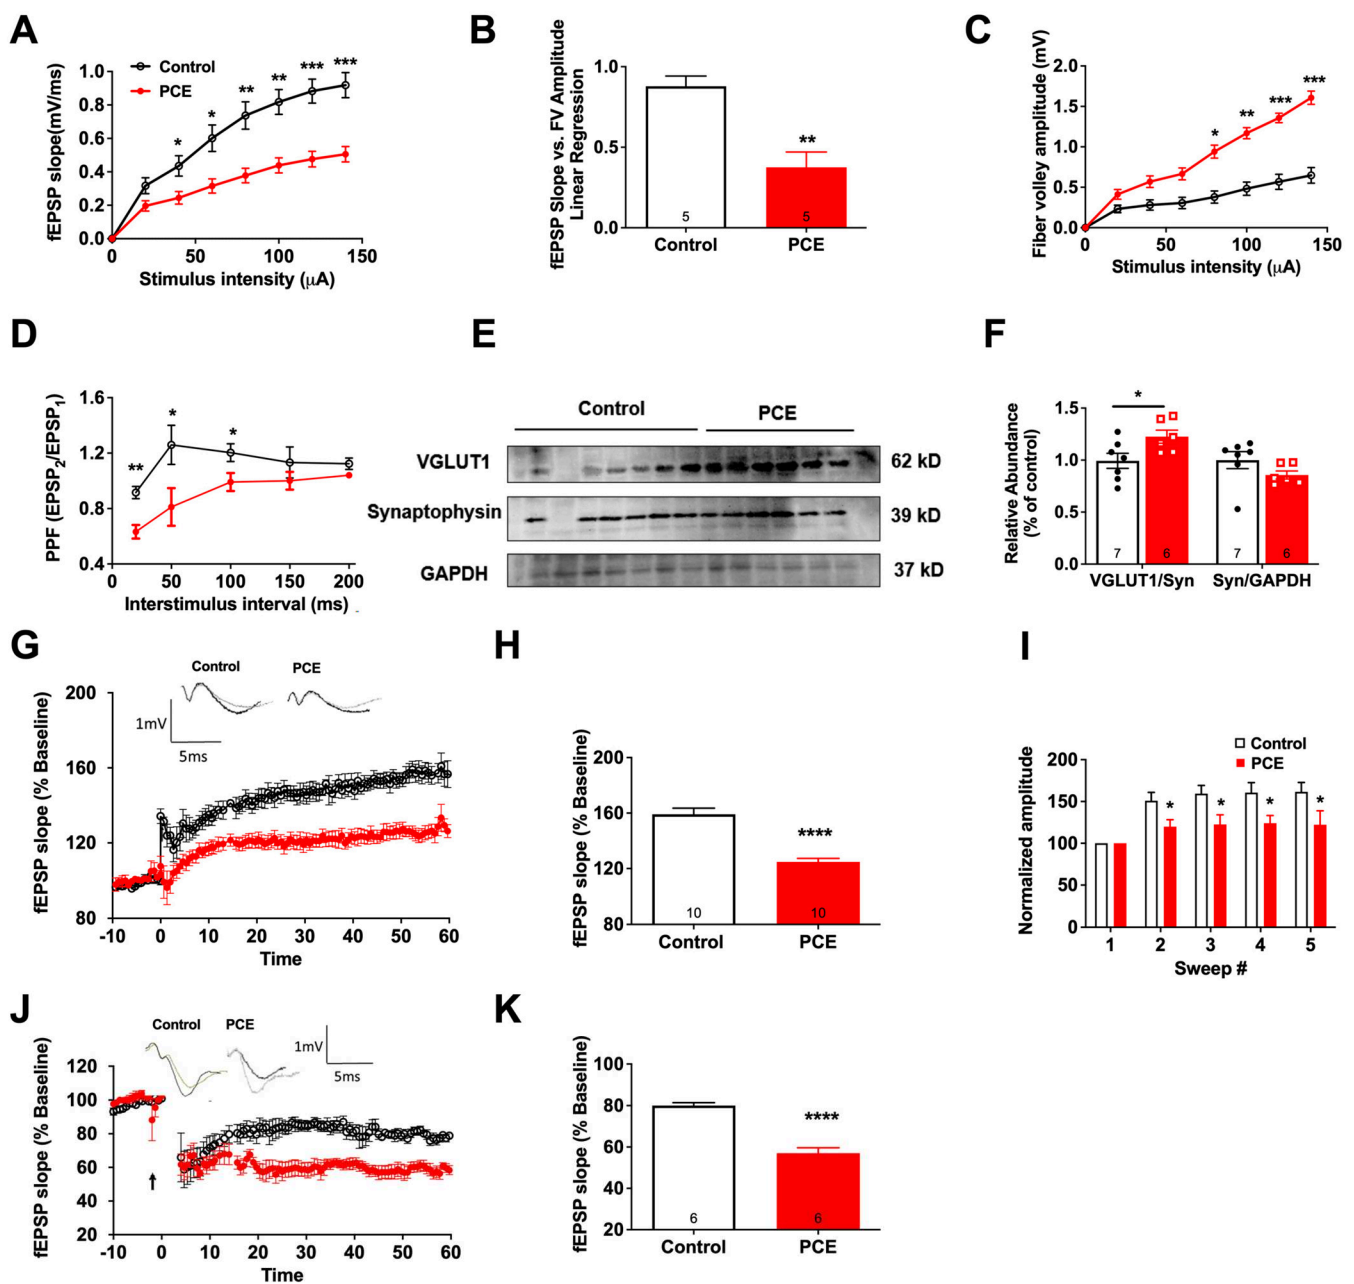 A
fEPSP slope(mV/ms)
Control
PCE
1.0
0.8
0.6
0.4
0.2
0.0
* * ** ** *** ***
0 50 100 150
Stimulus intensity (μA)
B
fEPSP Slope vs. FV Amplitude
Linear Regression
1.0
0.5
0.0
**
5 5
Control PCE
C
Fiber volley amplitude (mV)
2.0
1.5
1.0
0.5
0.0
* ** *** ***
0 50 100 150
Stimulus intensity (μA)
D
PPF (EPSP2/EPSP1)
1.6
1.2
0.8
0.4
** * *
0 50 100 150 200
Interstimulus interval (ms)
E
Control PCE
VGLUT1 62 kD
Synaptophysin 39 kD
GAPDH 37 kD
F
Relative Abundance
(% of control)
1.5
1.0
0.5
0.0
*
7 6 7 6
VGLUT1/Syn Syn/GAPDH
G
fEPSP slope (% Baseline)
Control PCE
1mV
5ms
200
160
120
80
-10 0 10 20 30 40 50 60
Time
H
fEPSP slope (% Baseline)
200
160
120
80
****
10 10
Control PCE
I
Normalized amplitude
Control
PCE
200
150
100
50
0
* * * *
1 2 3 4 5
Sweep #
J
fEPSP slope (% Baseline)
Control PCE
1mV
5ms
120
100
80
60
40
20
-10 0 10 20 30 40 50 60
Time
K
fEPSP slope (% Baseline)
100
80
60
40
20
****
6 6
Control PCE